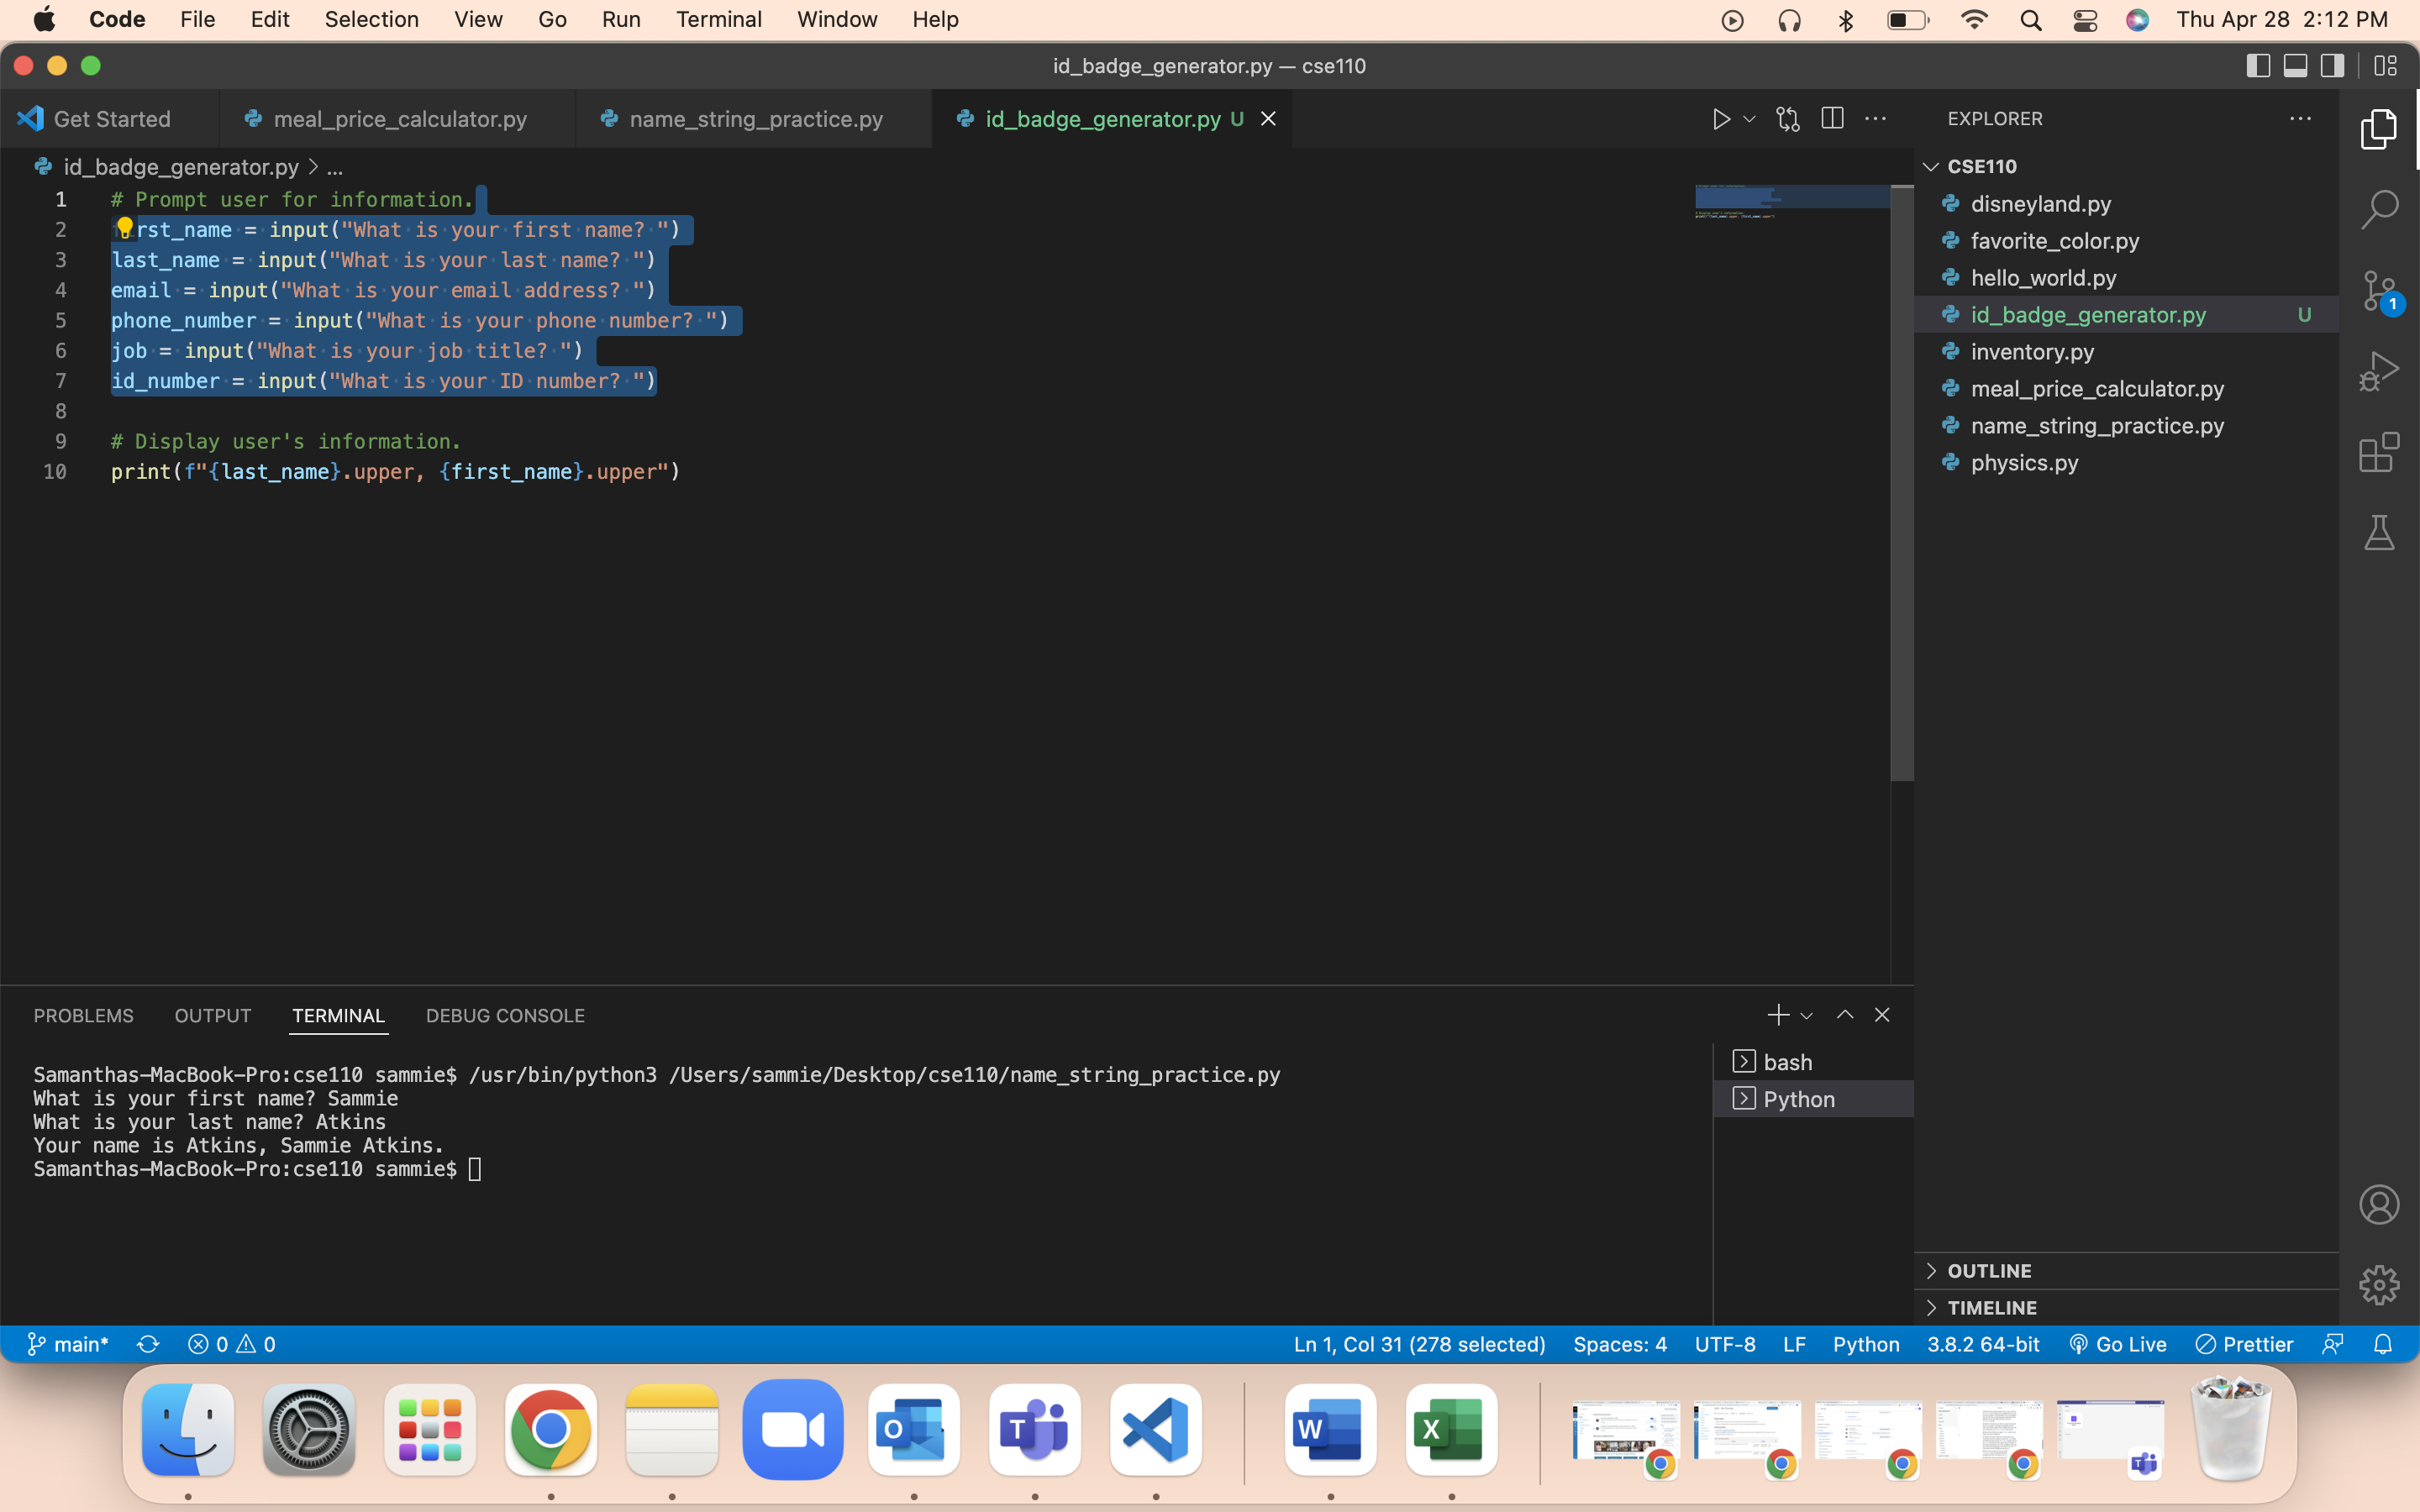 Code File Edit Selection View Go Run Terminal Window Help Thu Apr 28 2:12 PM
id_badge_generator.py — cse110
Get Started meal_price_calculator.py name_string_practice.py id_badge_generator.py U
id_badge_generator.py > ...
1 # Prompt user for information.
2 rst_name = input("What is your first name? ")
3 last_name = input("What is your last name? ")
4 email = input("What is your email address? ")
5 phone_number = input("What is your phone number? ")
6 job = input("What is your job title? ")
7 id_number = input("What is your ID number? ")
8
9 # Display user's information.
10 print(f"{last_name}.upper, {first_name}.upper")
EXPLORER
CSE110
disneyland.py
favorite_color.py
hello_world.py
id_badge_generator.py U
inventory.py
meal_price_calculator.py
name_string_practice.py
physics.py
1
OUTLINE
TIMELINE
PROBLEMS OUTPUT TERMINAL DEBUG CONSOLE
Samanthas-MacBook-Pro:cse110 sammie$ /usr/bin/python3 /Users/sammie/Desktop/cse110/name_string_practice.py
What is your first name? Sammie
What is your last name? Atkins
Your name is Atkins, Sammie Atkins.
Samanthas-MacBook-Pro:cse110 sammie$
bash
Python
main* 0 0 Ln 1, Col 31 (278 selected) Spaces: 4 UTF-8 LF Python 3.8.2 64-bit Go Live Prettier
O T W X